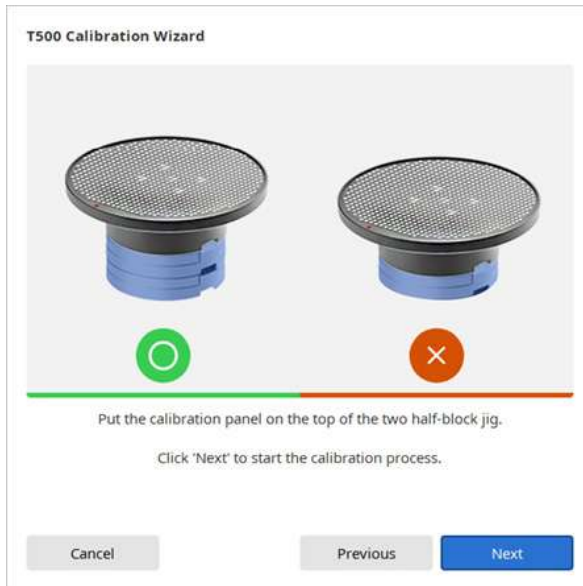 T500 Calibration Wizard
Put the calibration panel on the top of the two half-block jig.
Click 'Next' to start the calibration process.
Cancel
Previous
Next